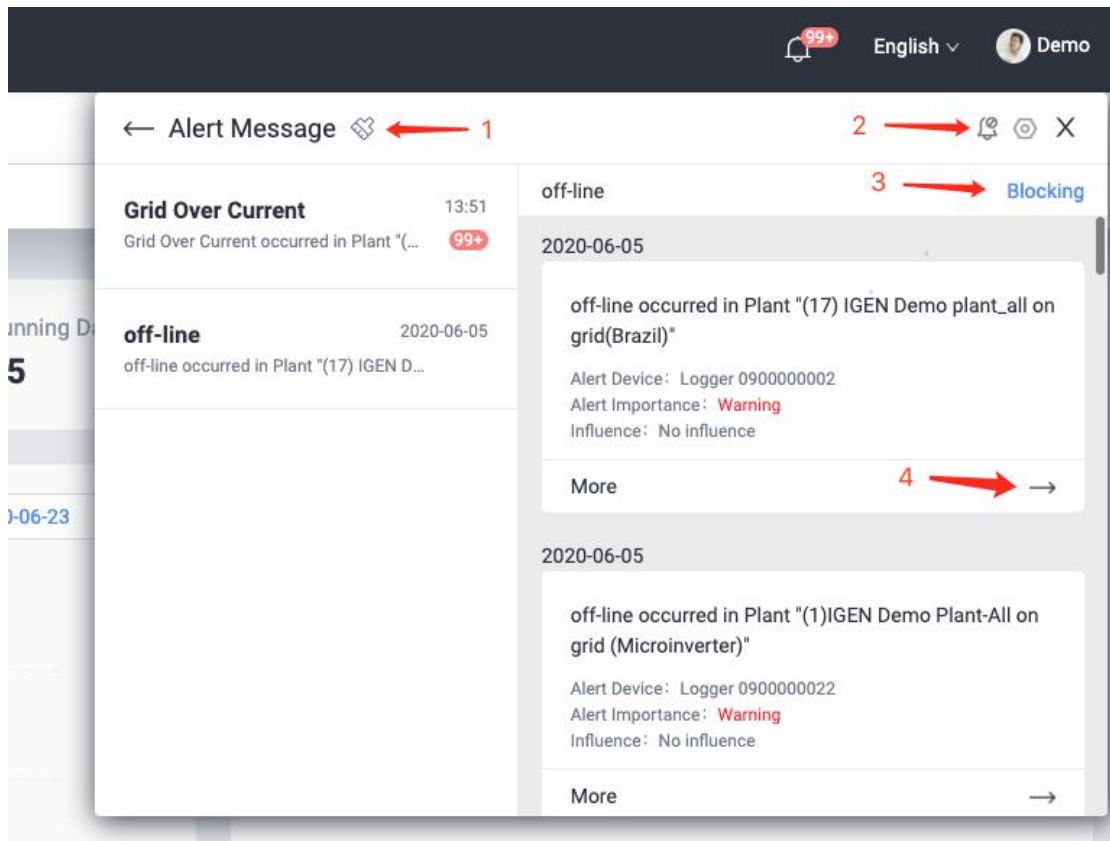 99+
English
Demo
Alert Message
1
2
Grid Over Current
13:51
Grid Over Current occurred in Plant "(...
99+
off-line
2020-06-05
off-line occurred in Plant "(17) IGEN D...
off-line
3
Blocking
2020-06-05
off-line occurred in Plant "(17) IGEN Demo plant_all on
grid(Brazil)"
Alert Device: Logger 0900000002
Alert Importance: Warning
Influence: No influence
More
4
2020-06-05
off-line occurred in Plant "(1)IGEN Demo Plant-All on
grid (Microinverter)"
Alert Device: Logger 0900000022
Alert Importance: Warning
Influence: No influence
More
5
0-06-23